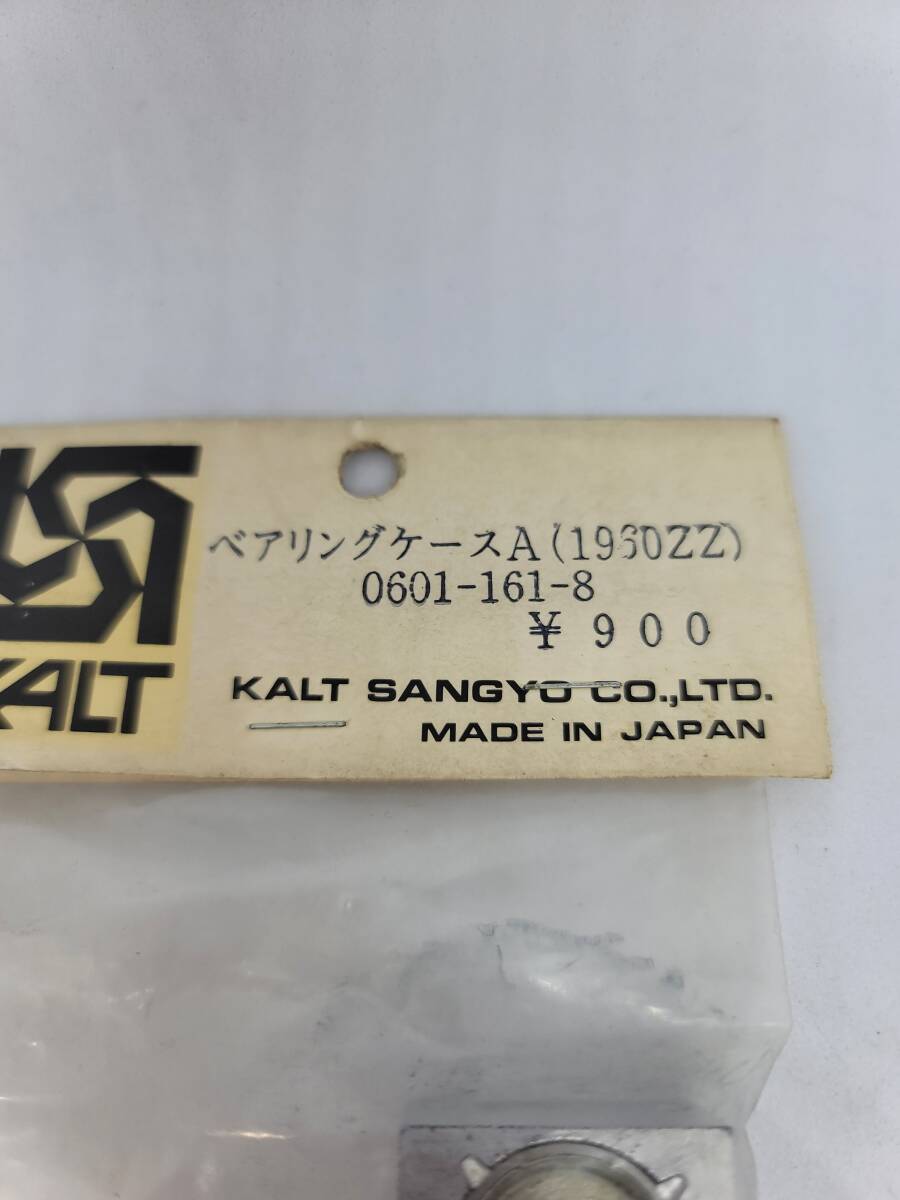 ベアリングケースA(1960ZZ)
0601-161-8
¥900
KALT
KALT SANGYO CO.,LTD.
MADE IN JAPAN